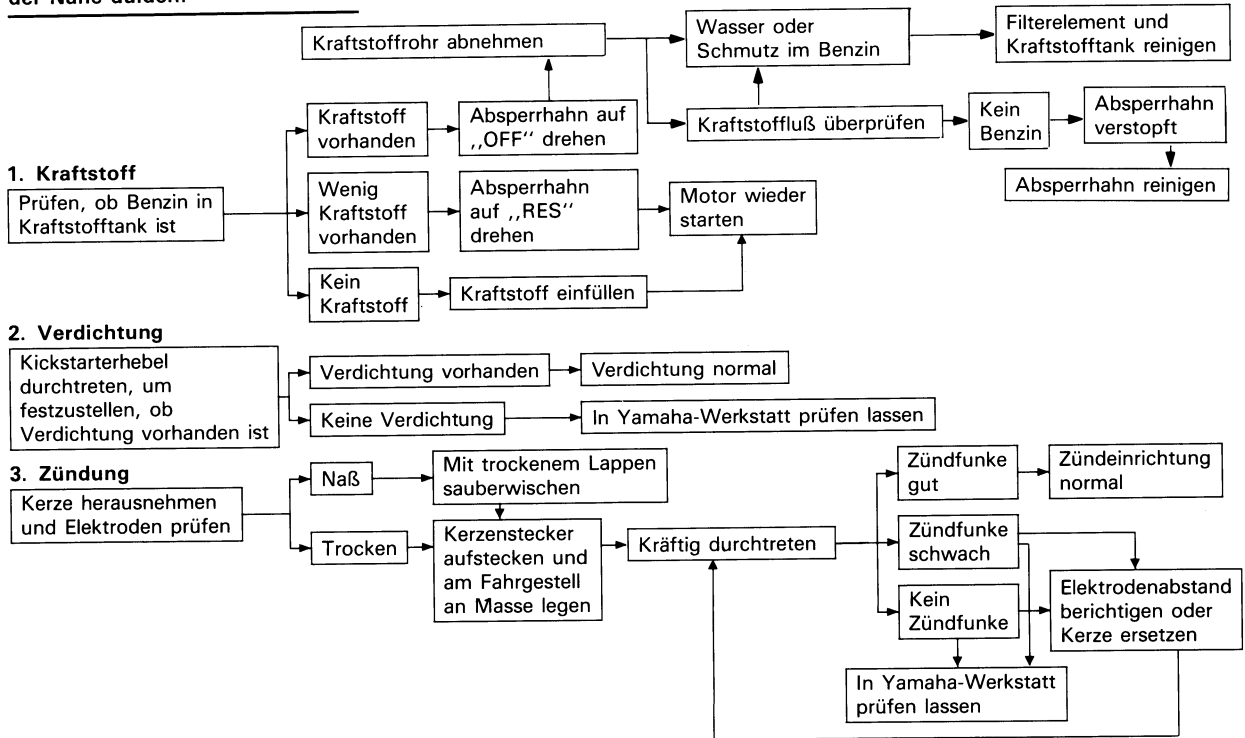 Kraftstoffrohr abnehmen
Wasser oder
Schmutz im Benzin
Filterelement und
Kraftstofftank reinigen
Kraftstoff
vorhanden
Absperrhahn auf
,,OFF" drehen
Kraftstoffluß überprüfen
Kein
Benzin
Absperrhahn
verstopft
Absperrhahn reinigen
1. Kraftstoff
Prüfen, ob Benzin in
Kraftstofftank ist
Wenig
Kraftstoff
vorhanden
Absperrhahn
auf ,,RES"
drehen
Motor wieder
starten
Kein
Kraftstoff
Kraftstoff einfüllen
2. Verdichtung
Kickstarterhebel
durchtreten, um
festzustellen, ob
Verdichtung vorhanden ist
Verdichtung vorhanden
Verdichtung normal
Keine Verdichtung
In Yamaha-Werkstatt prüfen lassen
3. Zündung
Kerze herausnehmen
und Elektroden prüfen
Naß
Mit trockenem Lappen
sauberwischen
Trocken
Kerzenstecker
aufstecken und
am Fahrgestell
an Masse legen
Kräftig durchtreten
Zündfunke
gut
Zündeinrichtung
normal
Zündfunke
schwach
Kein
Zündfunke
Elektrodenabstand
berichtigen oder
Kerze ersetzen
In Yamaha-Werkstatt
prüfen lassen